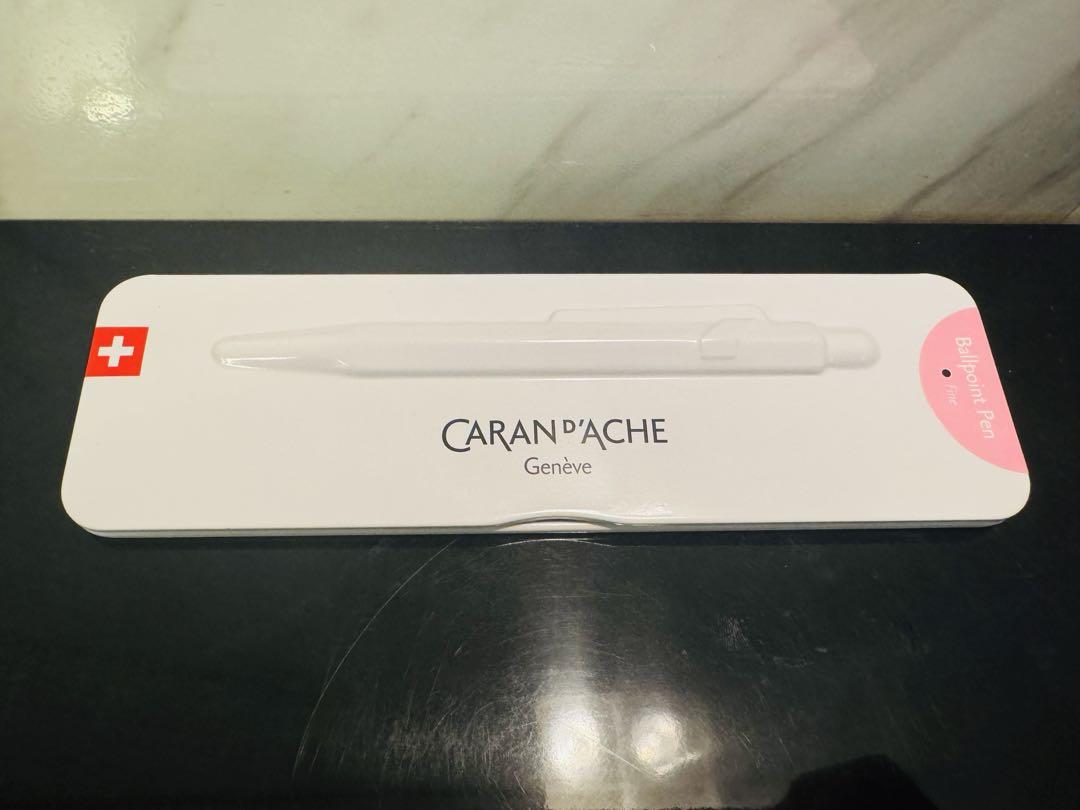 CARAN D'ACHE
Genève
Ballpoint Pen
Fine